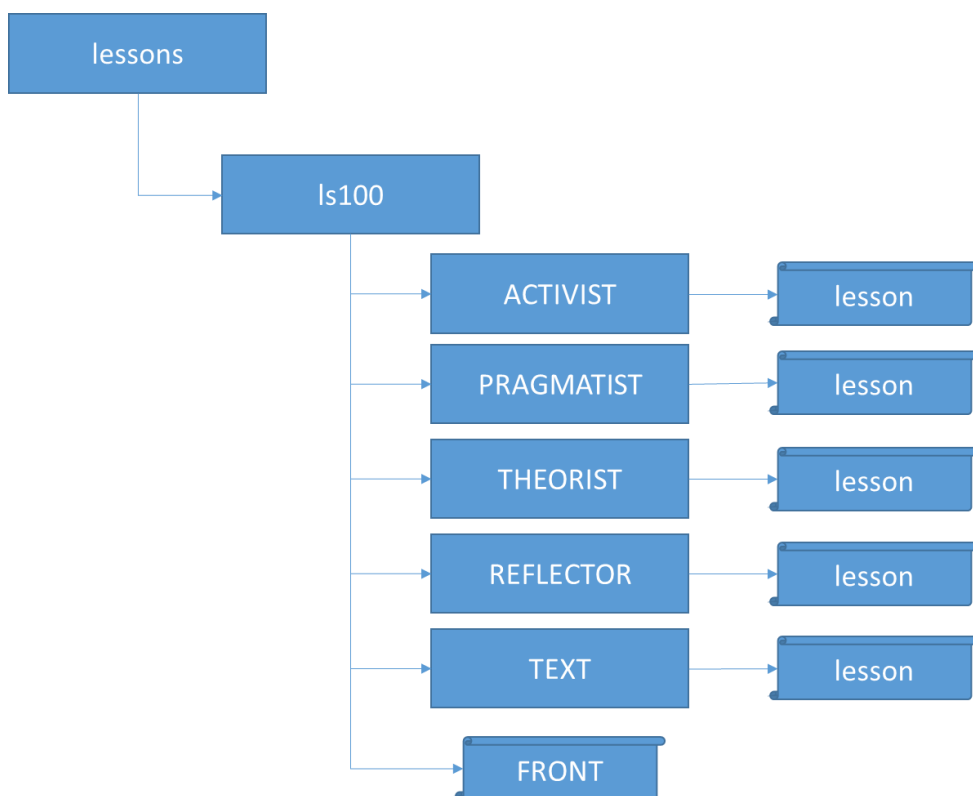 lessons
ls100
ACTIVIST
lesson
PRAGMATIST
lesson
THEORIST
lesson
REFLECTOR
lesson
TEXT
lesson
FRONT